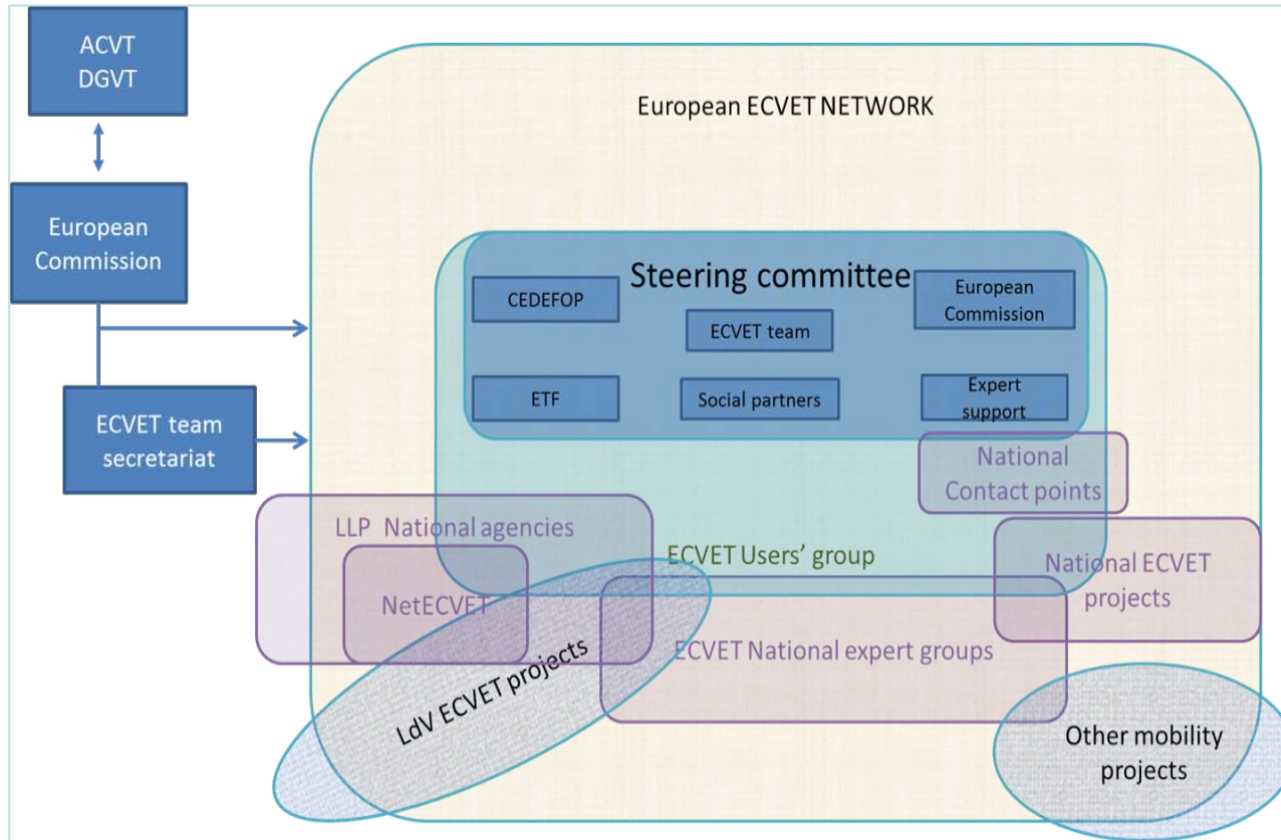 ACVT
DGVT
European ECVET NETWORK
European
Commission
Steering committee
CEDEFOP
European
Commission
ECVET team
ETF
Social partners
Expert
support
ECVET team
secretariat
National
Contact points
LLP National agencies
ECVET Users’ group
National ECVET
projects
NetECVET
ECVET National expert groups
LdV ECVET projects
Other mobility
projects